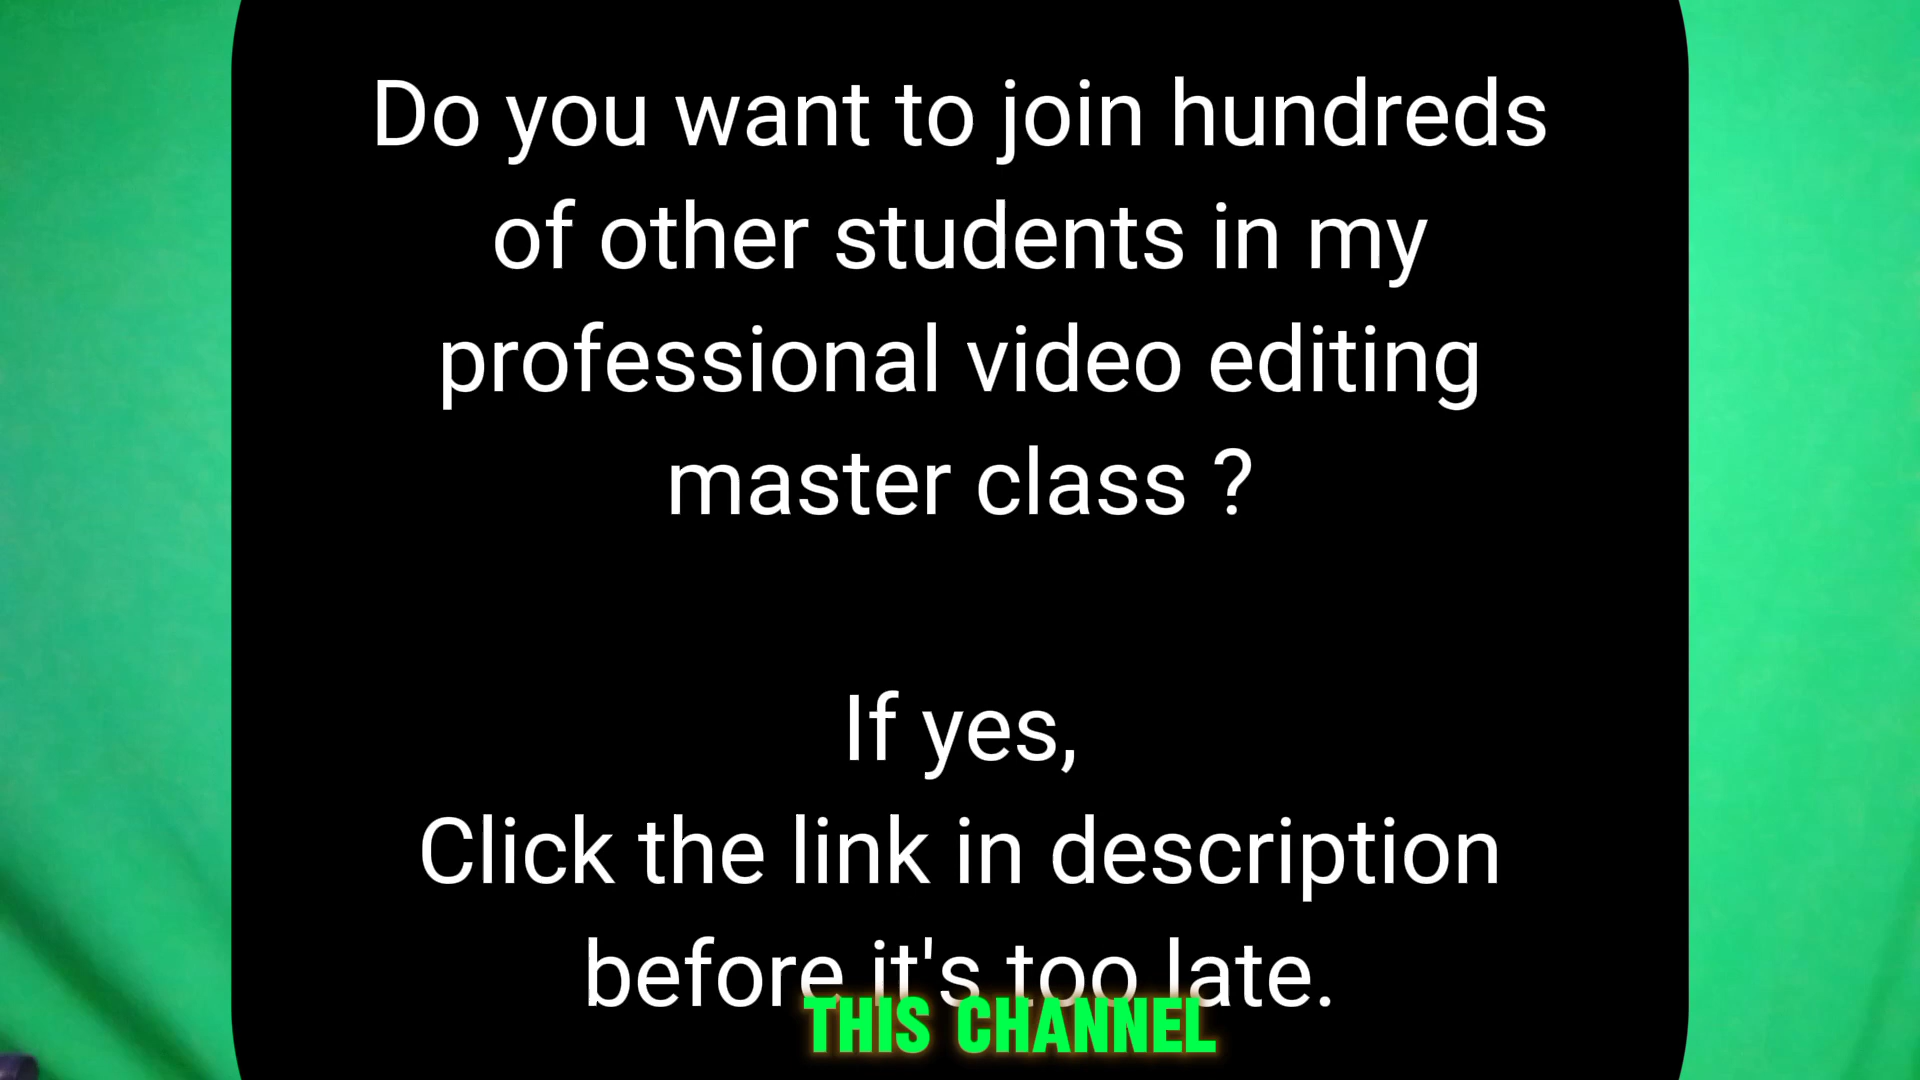 Do you want to join hundreds
of other students in my
professional video editing
master class ?
If yes,
Click the link in description
before it's too late.
THIS CHANNEL